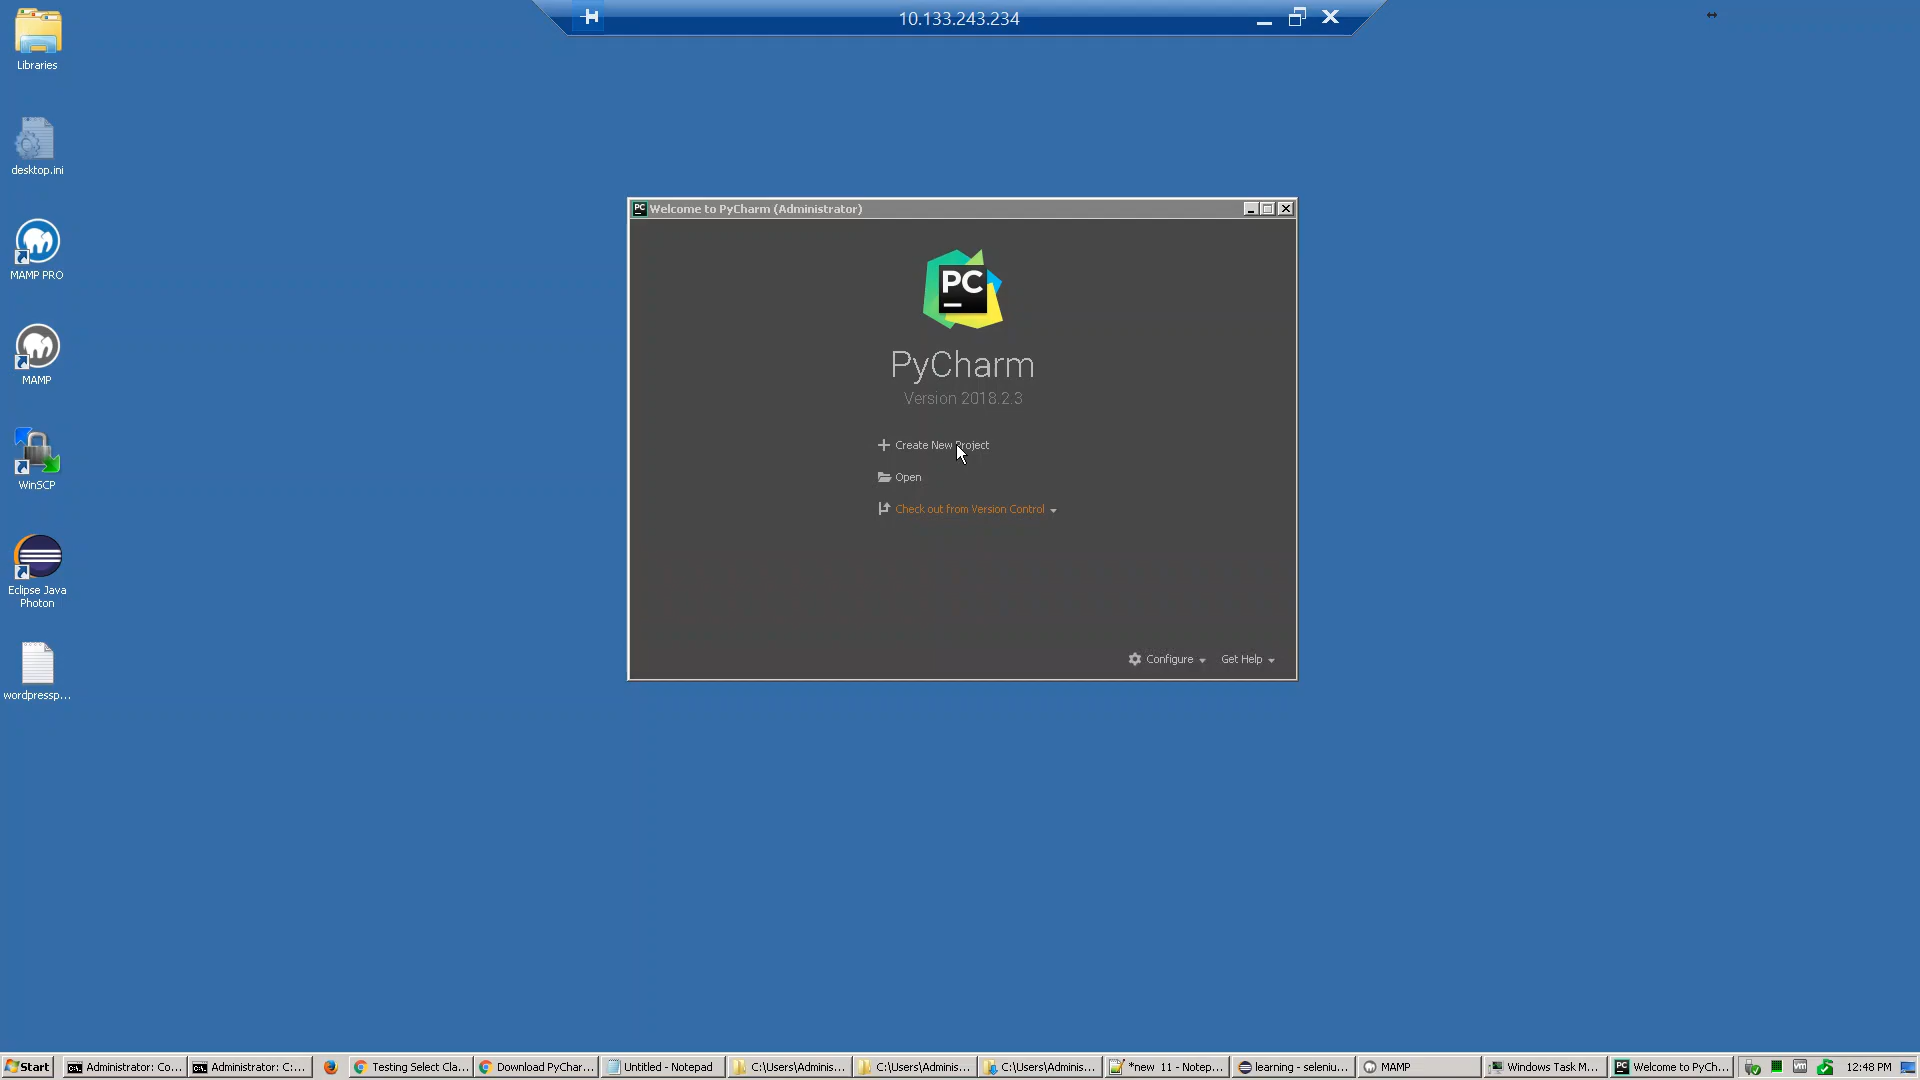 10.133.243.234
Libraries
desktop.ini
MAMP PRO
MAMP
WinSCP
Eclipse Java
Photon
wordpressp...
PC Welcome to PyCharm (Administrator)
PC
PyCharm
Version 2018.2.3
Create New Project
Open
Check out from Version Control
Configure
Get Help
Start
Administrator: Co...
Administrator: C:...
Testing Select Cla...
Download PyChar...
Untitled - Notepad
C:\Users\Adminis...
C:\Users\Adminis...
C:\Users\Adminis...
*new 11 - Notep...
learning - seleniu...
MAMP
Windows Task M...
PC Welcome to PyCh...
vm
12:48 PM